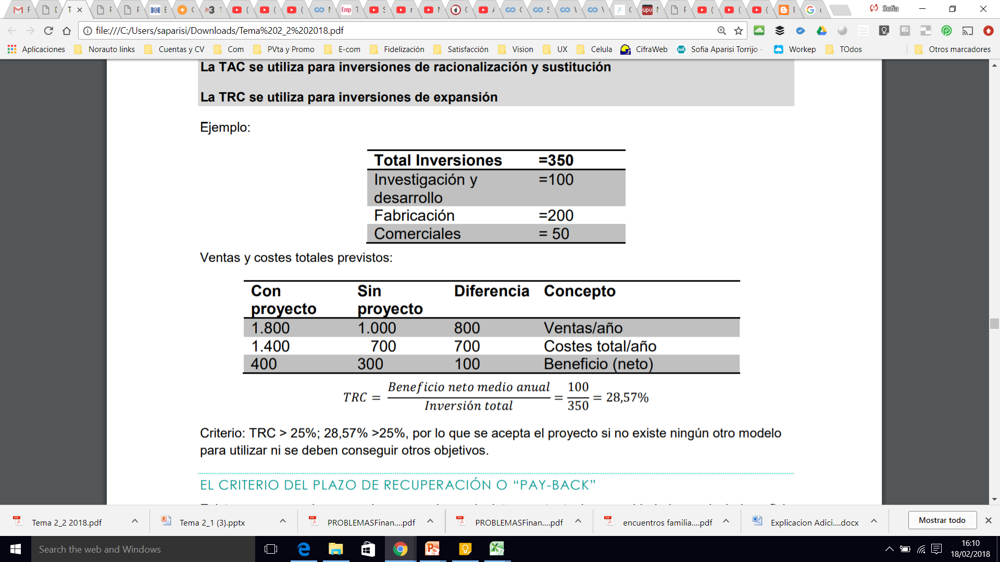 Sofia
file:///C:/Users/saparisi/Downloads/Tema%202_2%202018.pdf
Aplicaciones Norauto links Cuentas y CV Com PVta y Promo E-com Fidelización Satisfacción Vision UX Celula CifraWeb Sofia Aparisi Torrijo - Workep TOdos Otros marcadores
La TAC se utiliza para inversiones de racionalización y sustitución
La TRC se utiliza para inversiones de expansión
Ejemplo:
Total Inversiones =350
Investigación y =100
desarrollo
Fabricación =200
Comerciales = 50
Ventas y costes totales previstos:
Con Sin Diferencia Concepto
proyecto proyecto
1.800 1.000 800 Ventas/año
1.400 700 700 Costes total/año
400 300 100 Beneficio (neto)
TRC = Beneficio neto medio anual / Inversión total = 100 / 350 = 28,57%
Criterio: TRC > 25%; 28,57% >25%, por lo que se acepta el proyecto si no existe ningún otro modelo
para utilizar ni se deben conseguir otros objetivos.
EL CRITERIO DEL PLAZO DE RECUPERACIÓN O “PAY-BACK”
Tema 2_2 2018.pdf Tema 2_1 (3).pptx PROBLEMASFinan....pdf PROBLEMASFinan....pdf encuentros familia....pdf Explicacion Adici....docx Mostrar todo
Search the web and Windows
16:10
18/02/2018